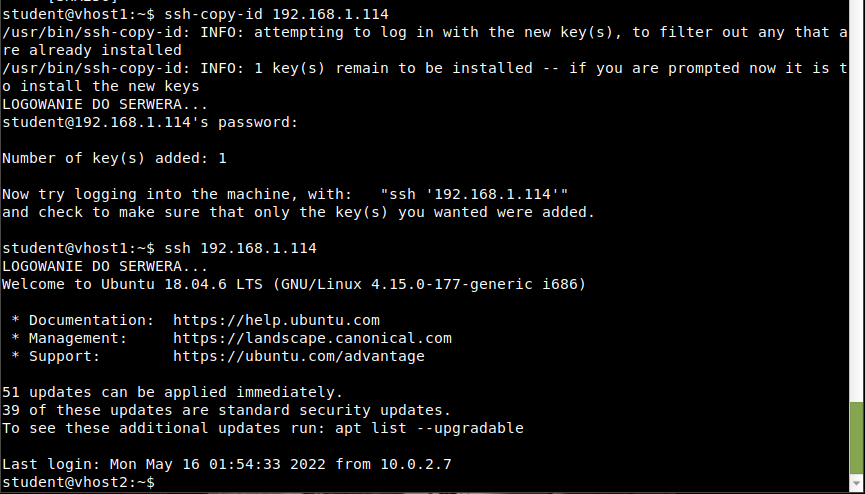 student@vhost1:~$ ssh-copy-id 192.168.1.114
/usr/bin/ssh-copy-id: INFO: attempting to log in with the new key(s), to filter out any that a
re already installed
/usr/bin/ssh-copy-id: INFO: 1 key(s) remain to be installed -- if you are prompted now it is t
o install the new keys
LOGOWANIE DO SERWERA...
student@192.168.1.114's password:
Number of key(s) added: 1
Now try logging into the machine, with:   "ssh '192.168.1.114'"
and check to make sure that only the key(s) you wanted were added.
student@vhost1:~$ ssh 192.168.1.114
LOGOWANIE DO SERWERA...
Welcome to Ubuntu 18.04.6 LTS (GNU/Linux 4.15.0-177-generic i686)
 * Documentation:  https://help.ubuntu.com
 * Management:     https://landscape.canonical.com
 * Support:        https://ubuntu.com/advantage
51 updates can be applied immediately.
39 of these updates are standard security updates.
To see these additional updates run: apt list --upgradable
Last login: Mon May 16 01:54:33 2022 from 10.0.2.7
student@vhost2:~$